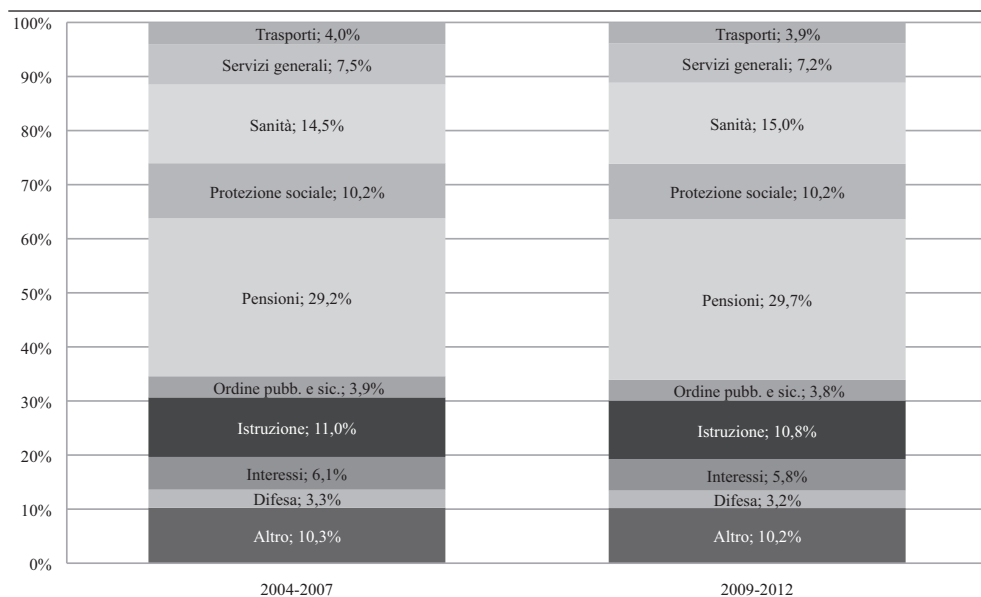 100%
90%
80%
70%
60%
50%
40%
30%
20%
10%
0%
Trasporti; 4,0%
Servizi generali; 7,5%
Sanità; 14,5%
Protezione sociale; 10,2%
Pensioni; 29,2%
Ordine pubb. e sic.; 3,9%
Istruzione; 11,0%
Interessi; 6,1%
Difesa; 3,3%
Altro; 10,3%
2004-2007
Trasporti; 3,9%
Servizi generali; 7,2%
Sanità; 15,0%
Protezione sociale; 10,2%
Pensioni; 29,7%
Ordine pubb. e sic.; 3,8%
Istruzione; 10,8%
Interessi; 5,8%
Difesa; 3,2%
Altro; 10,2%
2009-2012